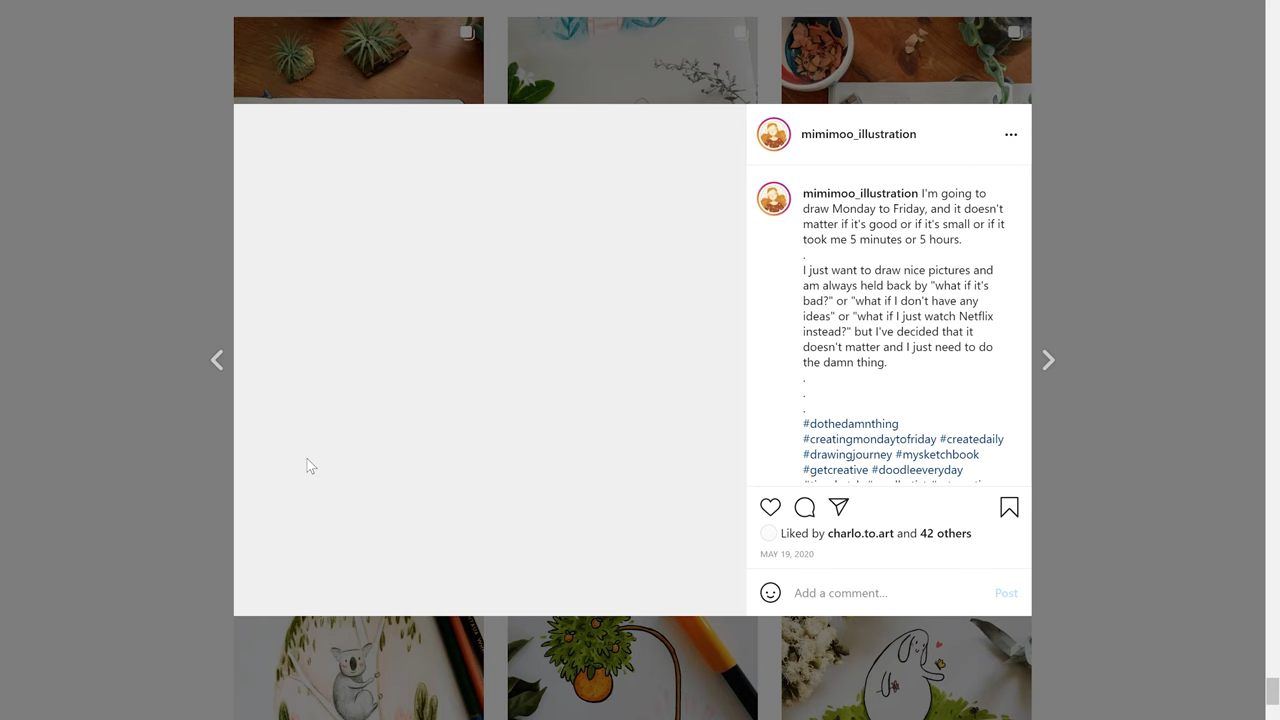 mimimoo_illustration
mimimoo_illustration I'm going to
draw Monday to Friday, and it doesn't
matter if it's good or if it's small or if it
took me 5 minutes or 5 hours.
.
I just want to draw nice pictures and
am always held back by "what if it's
bad?" or "what if I don't have any
ideas" or "what if I just watch Netflix
instead?" but I've decided that it
doesn't matter and I just need to do
the damn thing.
.
.
.
#dothedamnthing
#creatingmondaytofriday #createdaily
#drawingjourney #mysketchbook
#getcreative #doodleeveryday
Liked by charlo.to.art and 42 others
MAY 19, 2020
Add a comment... Post